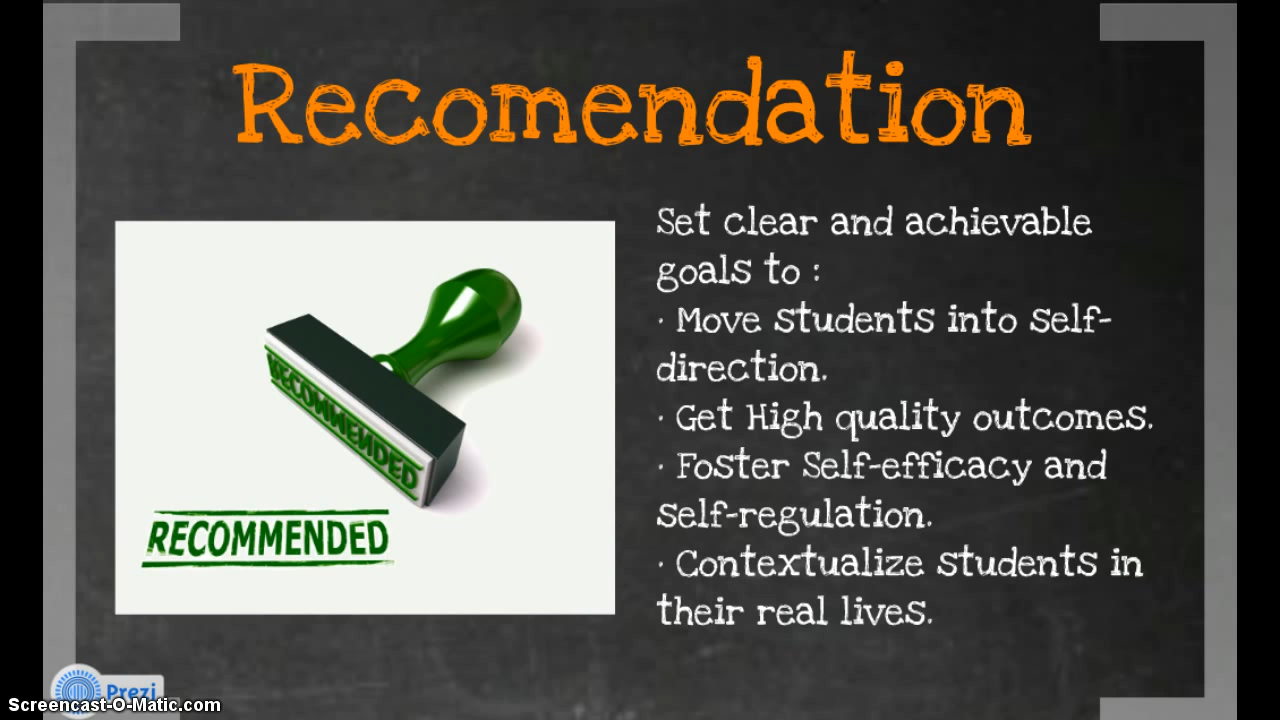 Recomendation
Set clear and achievable
goals to :
· Move students into self-
direction.
· Get High quality outcomes.
· Foster Self-efficacy and
self-regulation.
· Contextualize students in
their real lives.
RECOMMENDED
RECOMMENDED
Prezi
Screencast-O-Matic.com